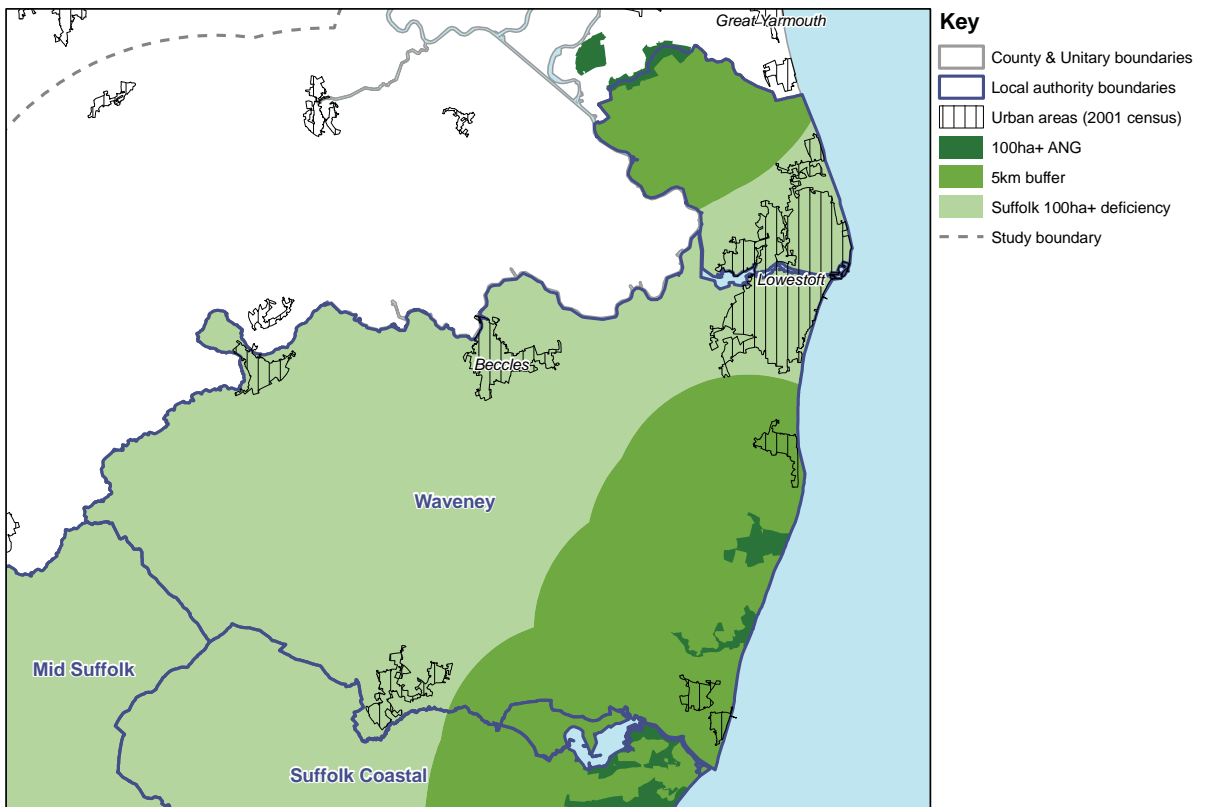 Great Yarmouth
Lowestoft
Beccles
Waveney
Mid Suffolk
Suffolk Coastal
Key
County & Unitary boundaries
Local authority boundaries
Urban areas (2001 census)
100ha+ ANG
5km buffer
Suffolk 100ha+ deficiency
Study boundary